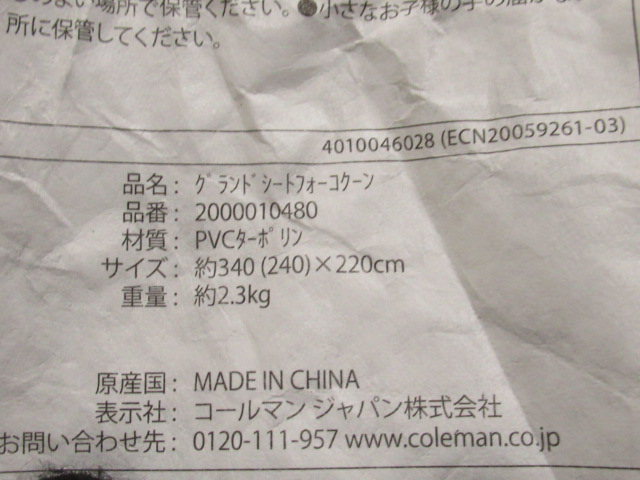 のよい場所で保管ください。●小さなお子様の手の届かな
所に保管してください。
4010046028 (ECN20059261-03)
品名： ｸﾞﾗﾝﾄﾞｼｰﾄﾌｫｰｺｸｰﾝ
品番： 2000010480
材質： PVCﾀｰﾎﾟﾘﾝ
サイズ： 約340 (240)×220cm
重量： 約2.3kg
原産国： MADE IN CHINA
表示社： コールマン ジャパン株式会社
お問い合わせ先： 0120-111-957 www.coleman.co.jp